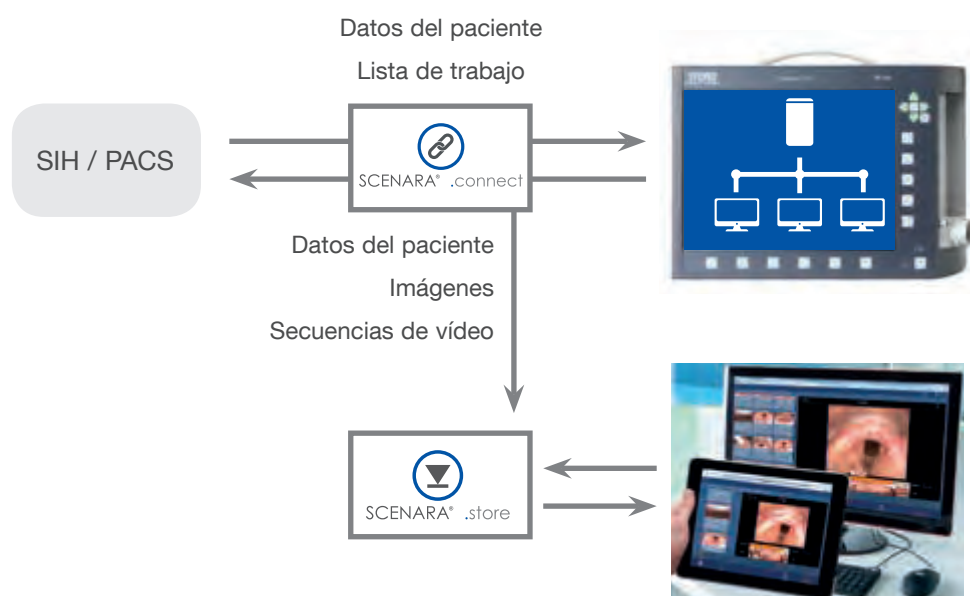 Datos del paciente
Lista de trabajo
SIH / PACS
SCENARA® .connect
Datos del paciente
Imágenes
Secuencias de vídeo
SCENARA® .store